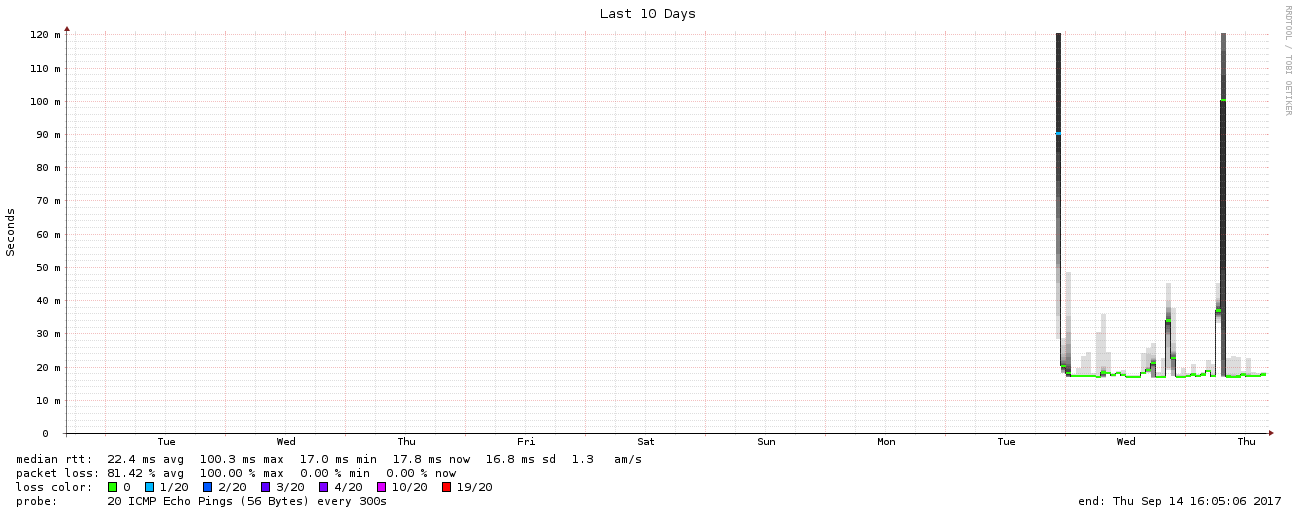 Last 10 Days
RRDTOOL / TOBI OETIKER
Seconds
120 m
110 m
100 m
90 m
80 m
70 m
60 m
50 m
40 m
30 m
20 m
10 m
0
Tue Wed Thu Fri Sat Sun Mon Tue Wed Thu
median rtt: 22.4 ms avg 100.3 ms max 17.0 ms min 17.8 ms now 16.8 ms sd 1.3 am/s
packet loss: 81.42 % avg 100.00 % max 0.00 % min 0.00 % now
loss color: 0 1/20 2/20 3/20 4/20 10/20 19/20
probe: 20 ICMP Echo Pings (56 Bytes) every 300s end: Thu Sep 14 16:05:06 2017